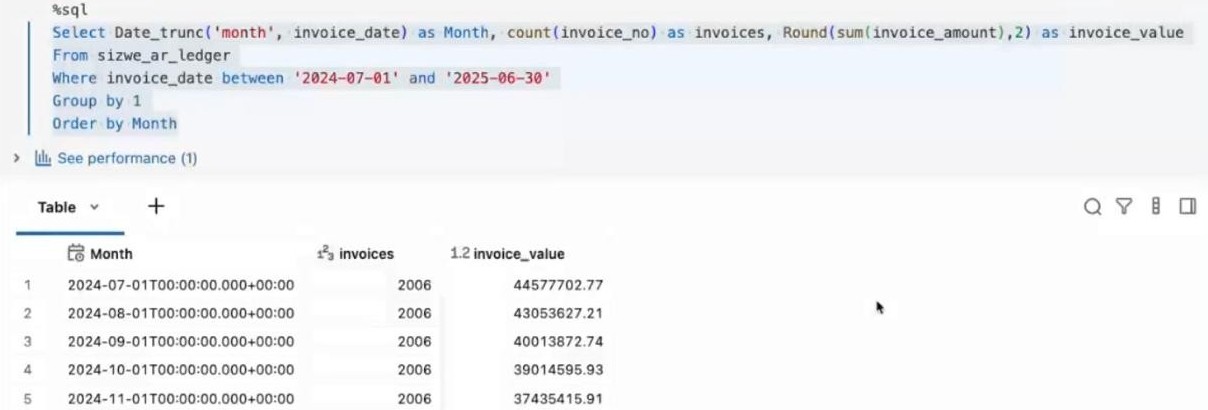 %sql
Select Date_trunc('month', invoice_date) as Month, count(invoice_no) as invoices, Round(sum(invoice_amount),2) as invoice_value
From sizwe_ar_ledger
Where invoice_date between '2024-07-01' and '2025-06-30'
Group by 1
Order by Month
See performance (1)
Table
Month 1²3 invoices 1.2 invoice_value
1 2024-07-01T00:00:00.000+00:00 2006 44577702.77
2 2024-08-01T00:00:00.000+00:00 2006 43053627.21
3 2024-09-01T00:00:00.000+00:00 2006 40013872.74
4 2024-10-01T00:00:00.000+00:00 2006 39014595.93
5 2024-11-01T00:00:00.000+00:00 2006 37435415.91